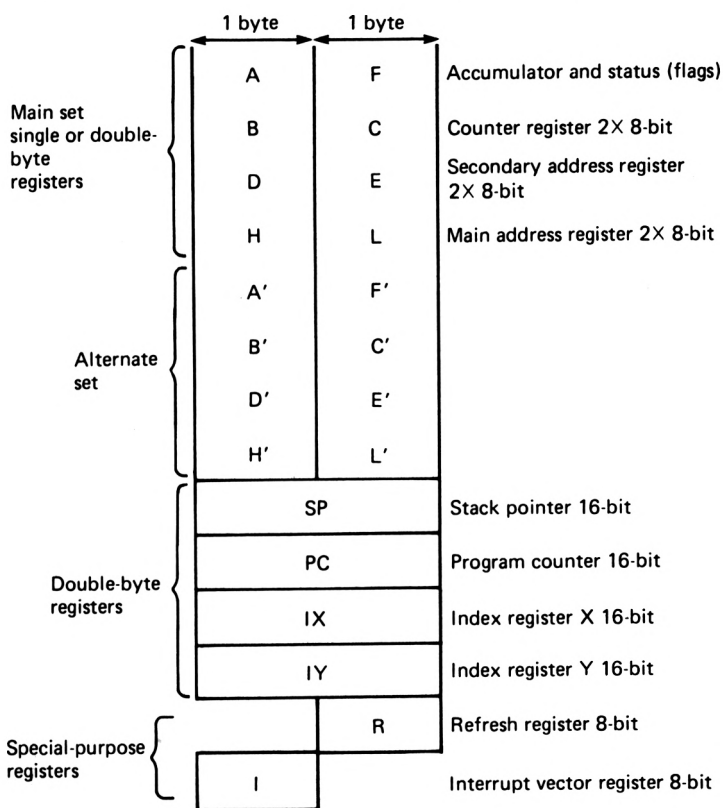 1 byte 1 byte
A F Accumulator and status (flags)
Main set
single or double-
byte
registers
B C Counter register 2X 8-bit
D E Secondary address register
2X 8-bit
H L Main address register 2X 8-bit
A' F'
Alternate
set
B' C'
D' E'
H' L'
Double-byte
registers
SP Stack pointer 16-bit
PC Program counter 16-bit
IX Index register X 16-bit
IY Index register Y 16-bit
Special-purpose
registers
R Refresh register 8-bit
I Interrupt vector register 8-bit